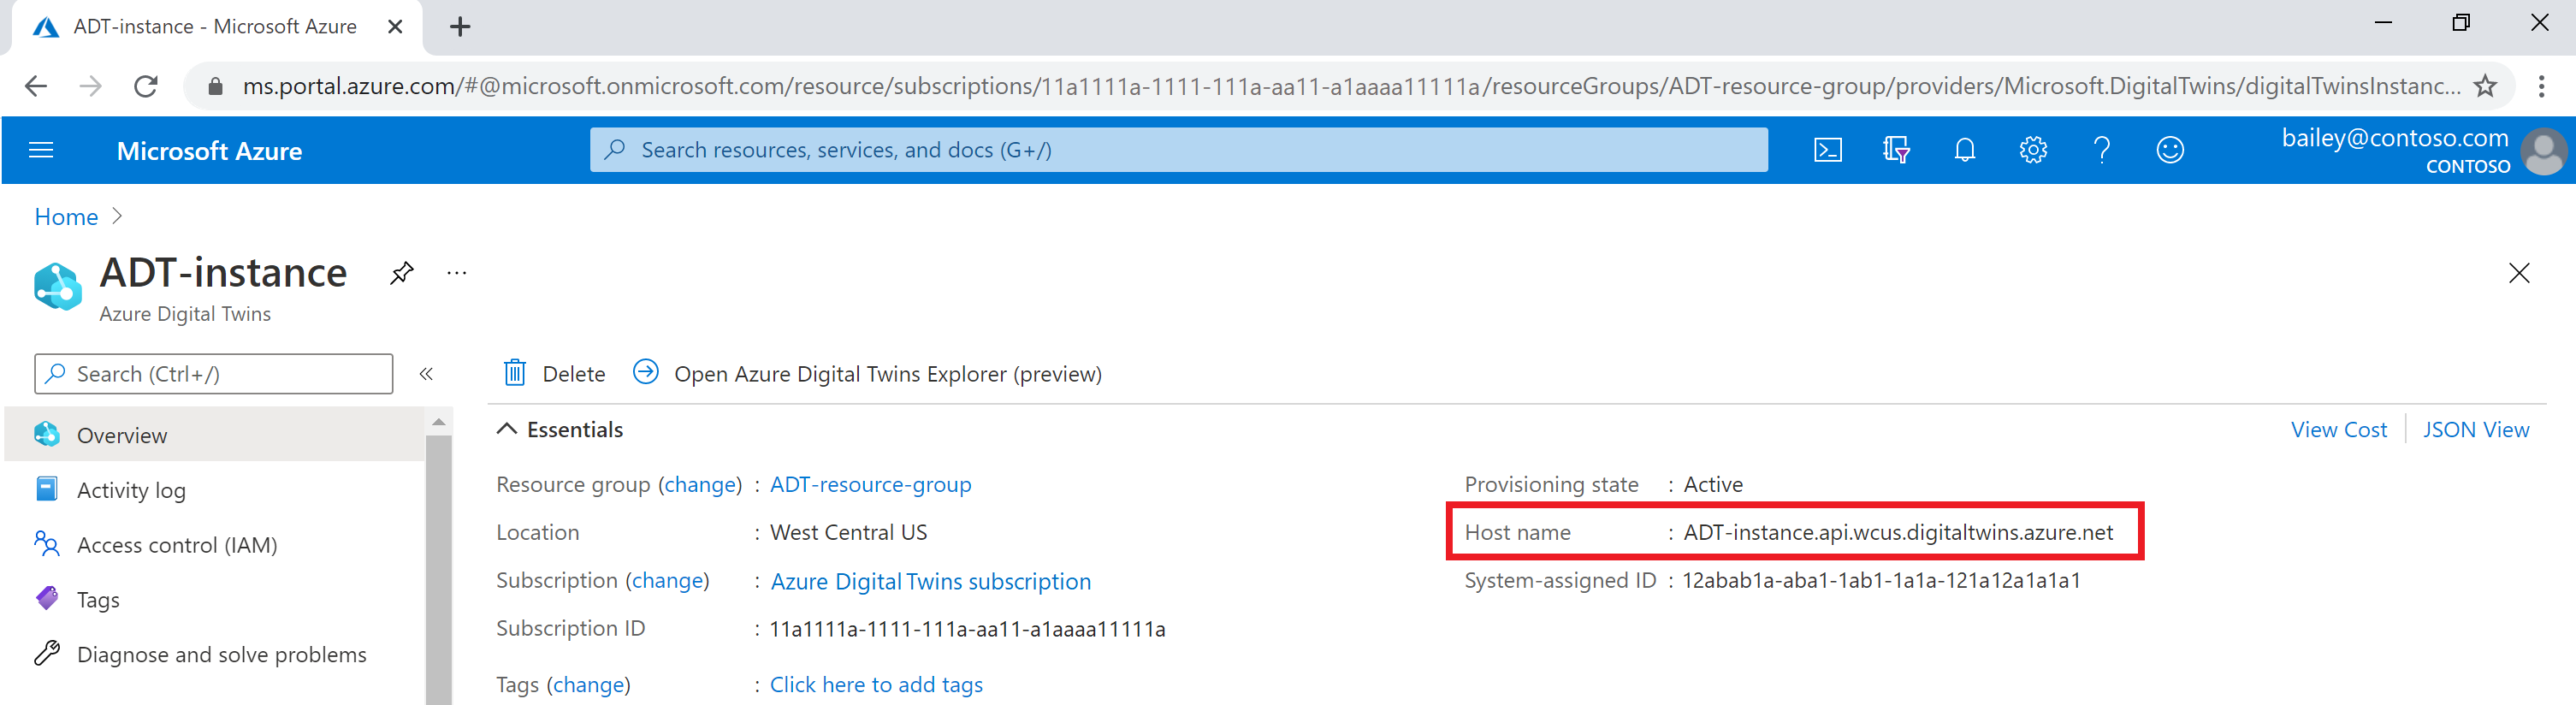 ADT-instance - Microsoft Azure
ms.portal.azure.com/#@microsoft.onmicrosoft.com/resource/subscriptions/11a1111a-1111-111a-aa11-a1aaaa11111a/resourceGroups/ADT-resource-group/providers/Microsoft.DigitalTwins/digitalTwinsInstanc...
Microsoft Azure
Search resources, services, and docs (G+/)
bailey@contoso.com
CONTOSO
Home >
ADT-instance ...
Azure Digital Twins
Search (Ctrl+/)
«
Delete
Open Azure Digital Twins Explorer (preview)
Overview
Activity log
Access control (IAM)
Tags
Diagnose and solve problems
Essentials
View Cost
JSON View
Resource group (change) : ADT-resource-group
Location : West Central US
Subscription (change) : Azure Digital Twins subscription
Subscription ID : 11a1111a-1111-111a-aa11-a1aaaa11111a
Tags (change) : Click here to add tags
Provisioning state : Active
Host name : ADT-instance.api.wcus.digitaltwins.azure.net
System-assigned ID : 12abab1a-aba1-1ab1-1a1a-121a12a1a1a1